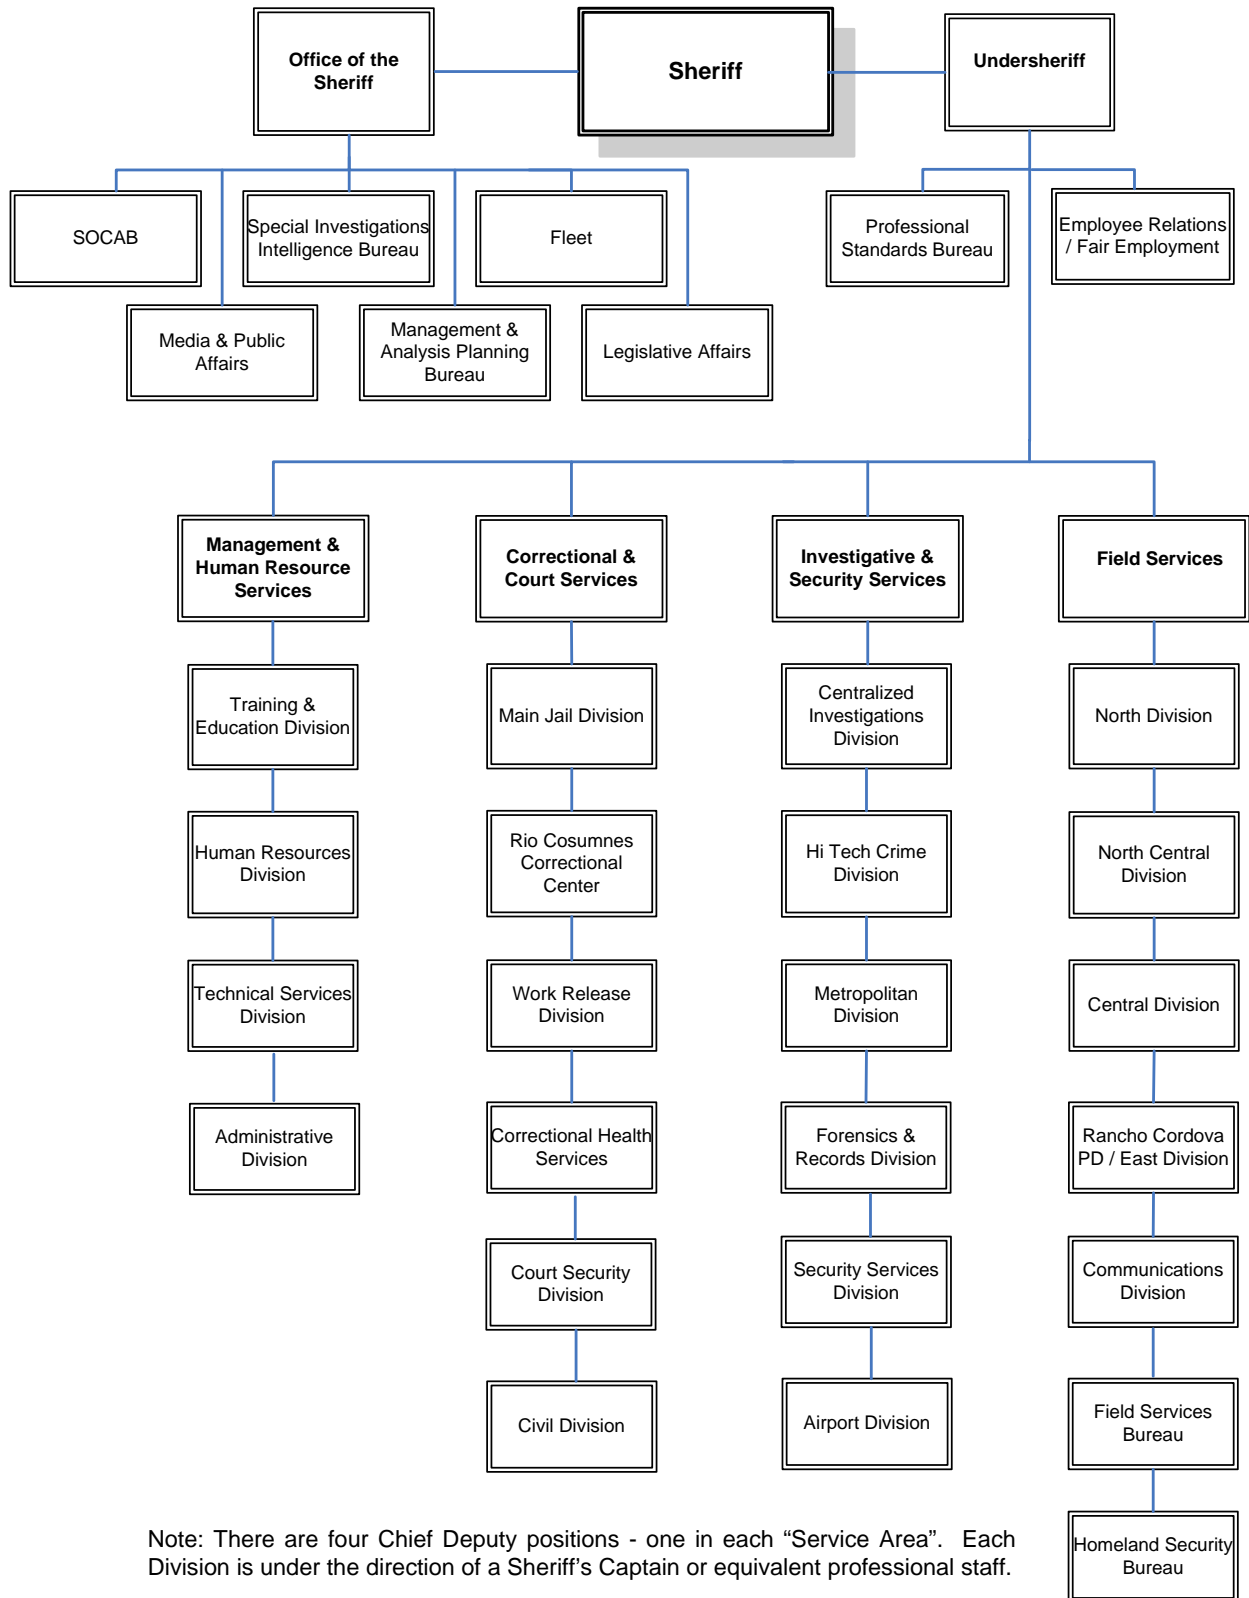 Office of the
Sheriff
Sheriff
Undersheriff
SOCAB
Special Investigations
Intelligence Bureau
Fleet
Professional
Standards Bureau
Employee Relations
/ Fair Employment
Media & Public
Affairs
Management &
Analysis Planning
Bureau
Legislative Affairs
Management &
Human Resource
Services
Correctional &
Court Services
Investigative &
Security Services
Field Services
Training &
Education Division
Main Jail Division
Centralized
Investigations
Division
North Division
Human Resources
Division
Rio Cosumnes
Correctional
Center
Hi Tech Crime
Division
North Central
Division
Technical Services
Division
Work Release
Division
Metropolitan
Division
Central Division
Administrative
Division
Correctional Health
Services
Forensics &
Records Division
Rancho Cordova
PD / East Division
Court Security
Division
Security Services
Division
Communications
Division
Civil Division
Airport Division
Field Services
Bureau
Homeland Security
Bureau
Note: There are four Chief Deputy positions - one in each “Service Area”. Each
Division is under the direction of a Sheriff’s Captain or equivalent professional staff.